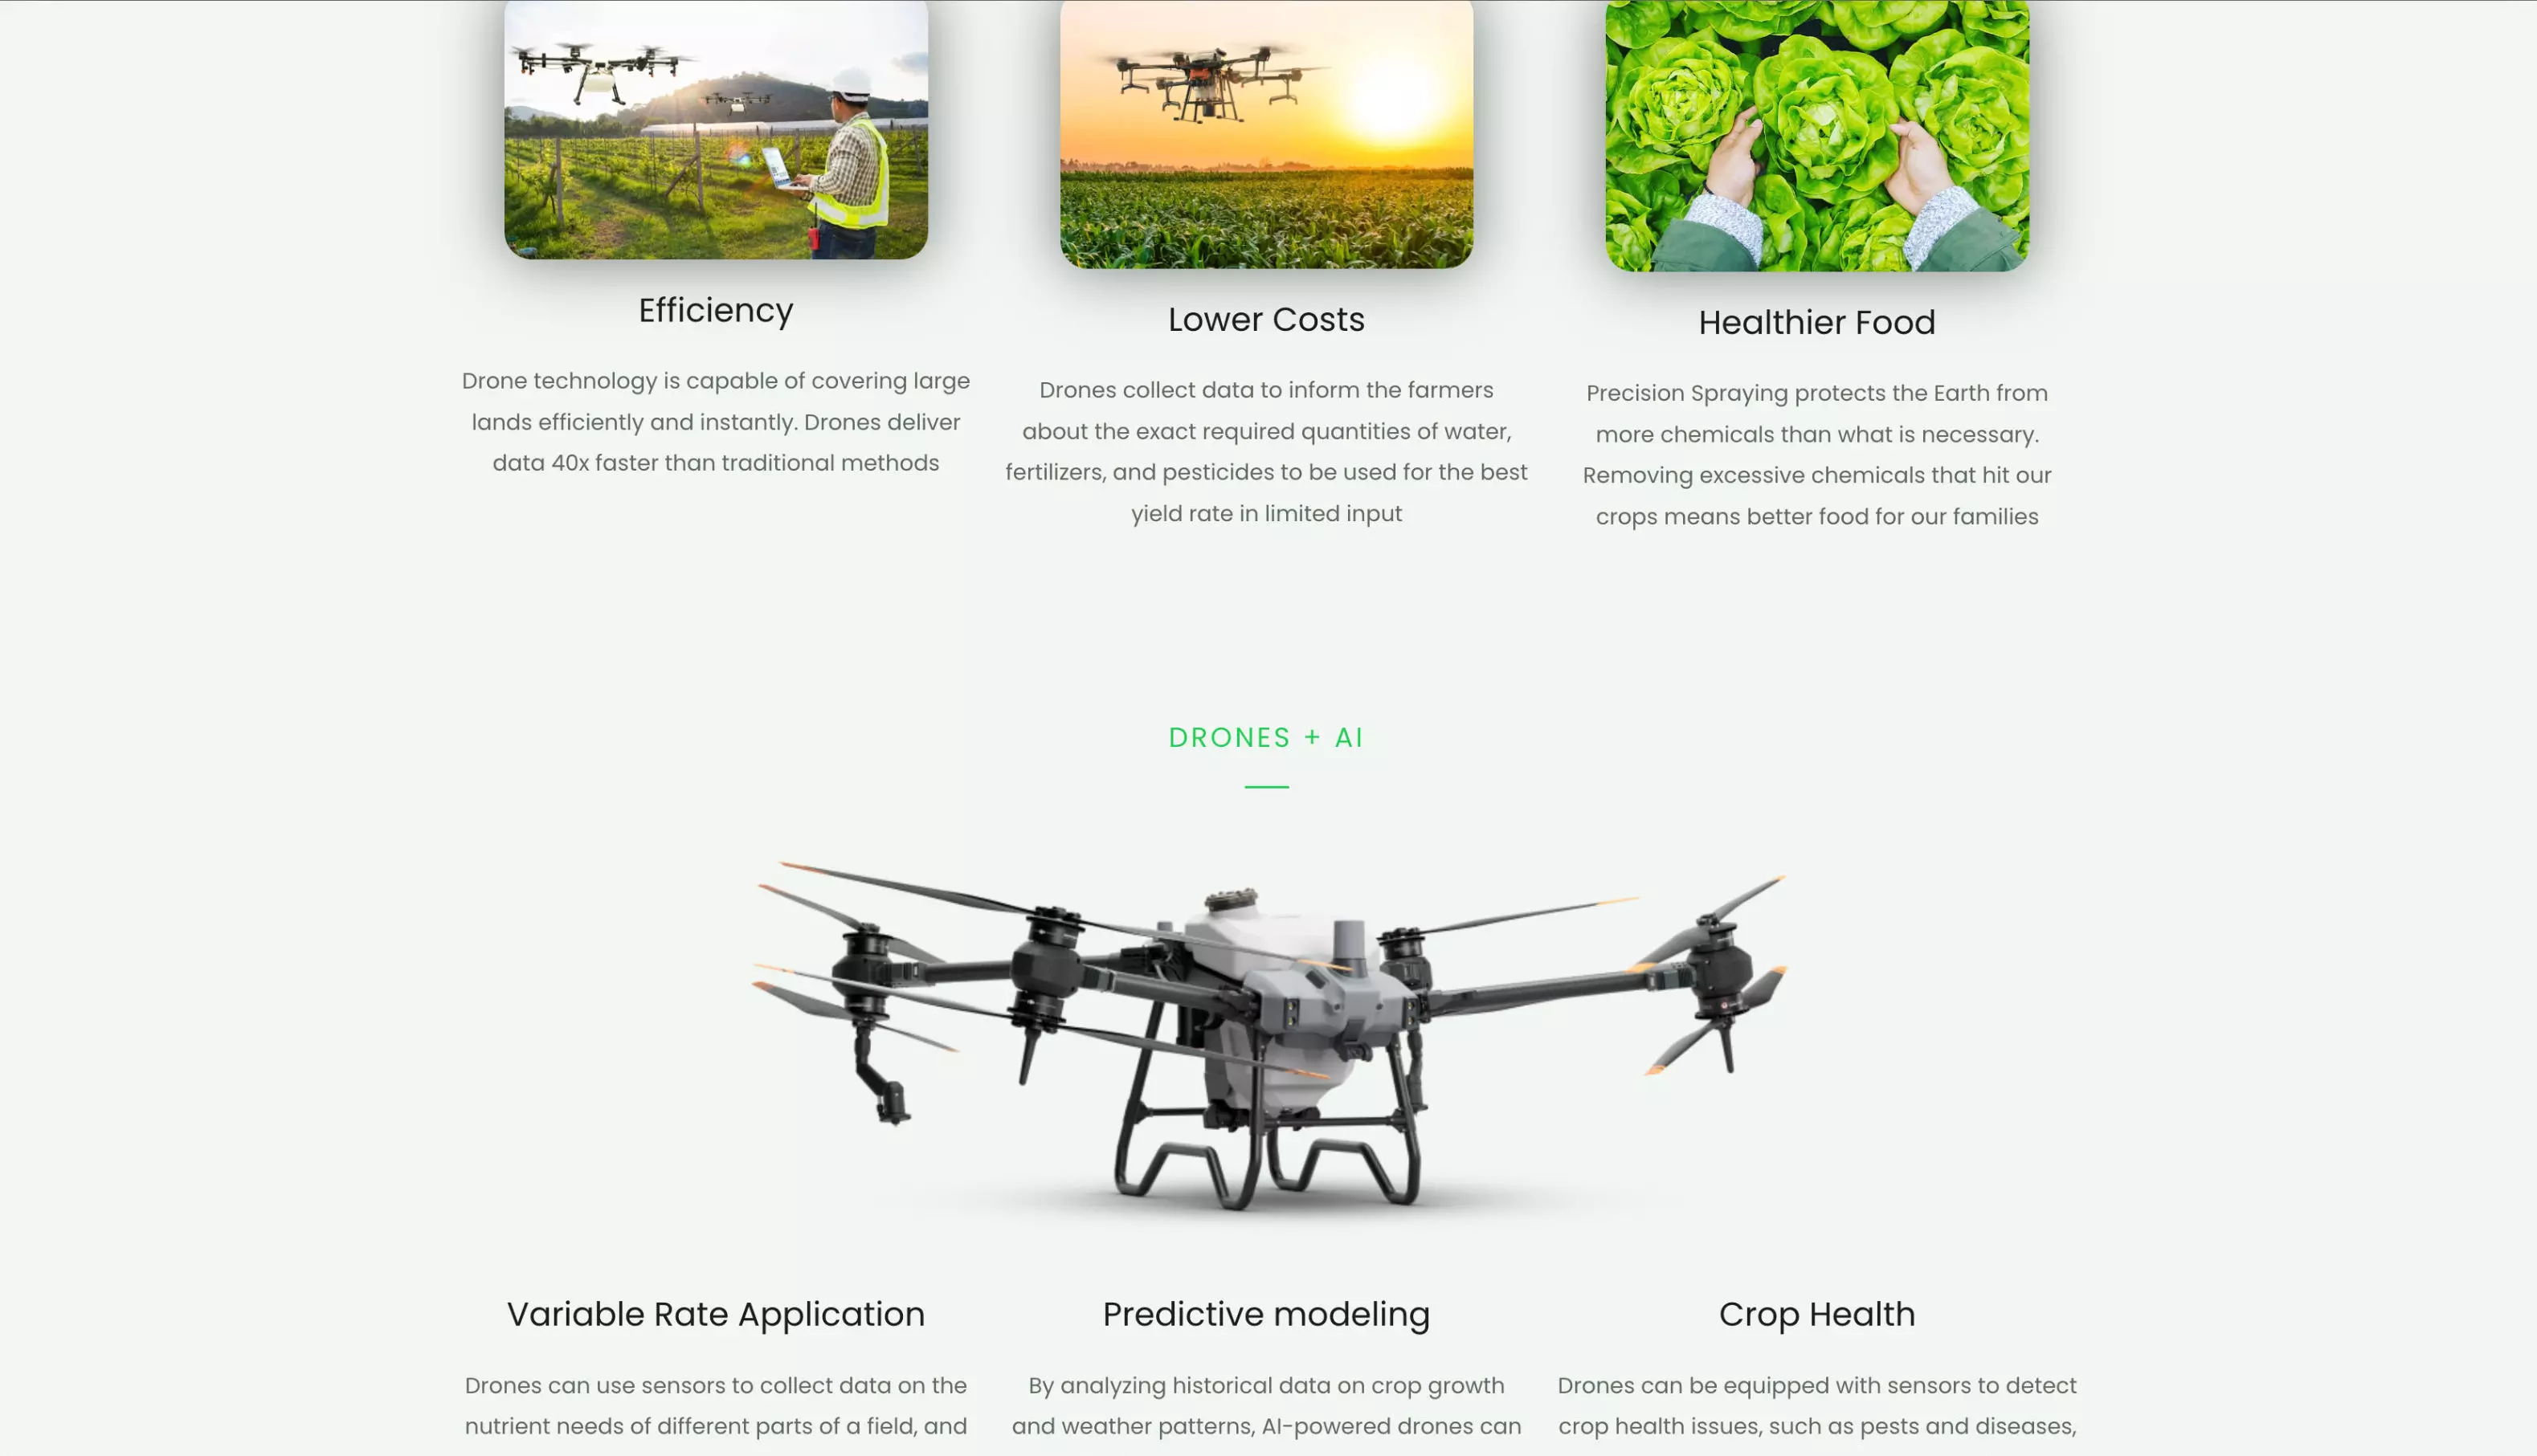 Efficiency
Drone technology is capable of covering large
lands efficiently and instantly. Drones deliver
data 40x faster than traditional methods
Lower Costs
Drones collect data to inform the farmers
about the exact required quantities of water,
fertilizers, and pesticides to be used for the best
yield rate in limited input
Healthier Food
Precision Spraying protects the Earth from
more chemicals than what is necessary.
Removing excessive chemicals that hit our
crops means better food for our families
DRONES + AI
Variable Rate Application
Drones can use sensors to collect data on the
nutrient needs of different parts of a field, and
Predictive modeling
By analyzing historical data on crop growth
and weather patterns, AI-powered drones can
Crop Health
Drones can be equipped with sensors to detect
crop health issues, such as pests and diseases,